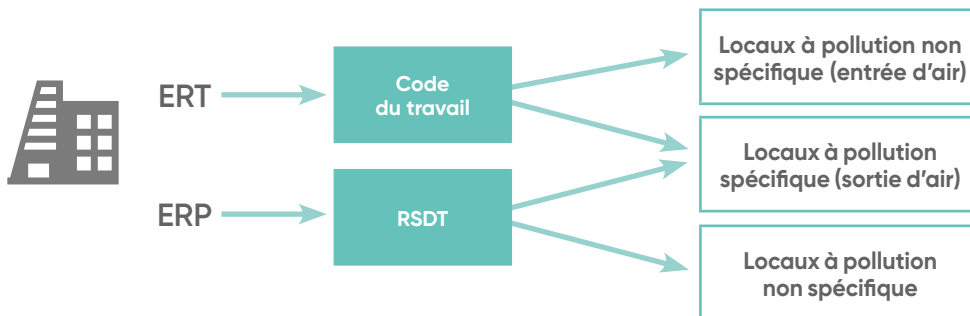 ERT
Code
du travail
Locaux à pollution non
spécifique (entrée d'air)
Locaux à pollution
spécifique (sortie d'air)
ERP
RSDT
Locaux à pollution
non spécifique